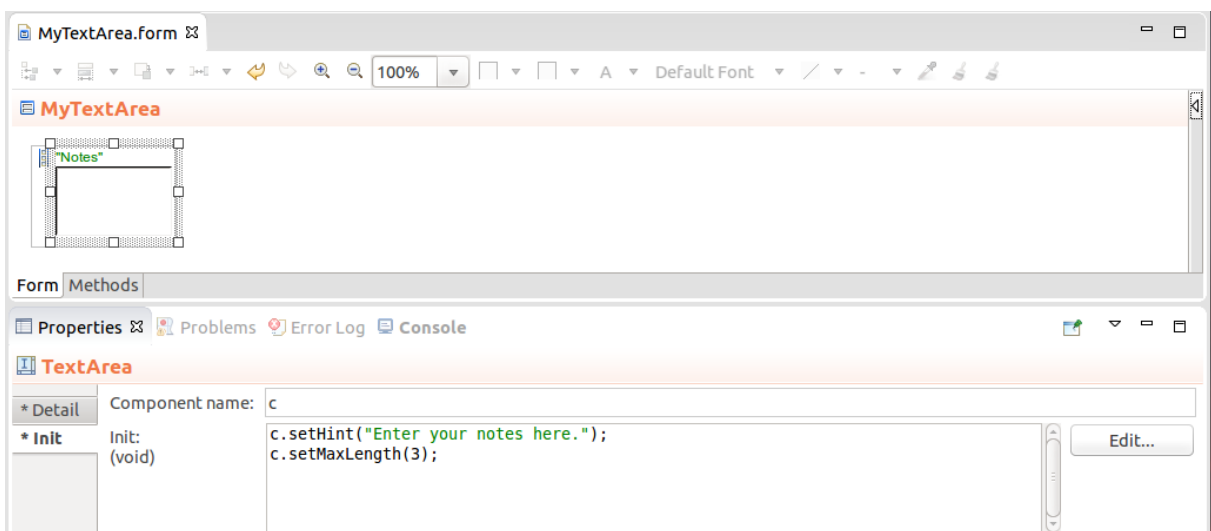 MyTextArea.form
100% A Default Font -
MyTextArea
"Notes"
Form Methods
Properties Problems Error Log Console
TextArea
* Detail Component name: c
* Init Init: c.setHint("Enter your notes here."); Edit...
(void) c.setMaxLength(3);